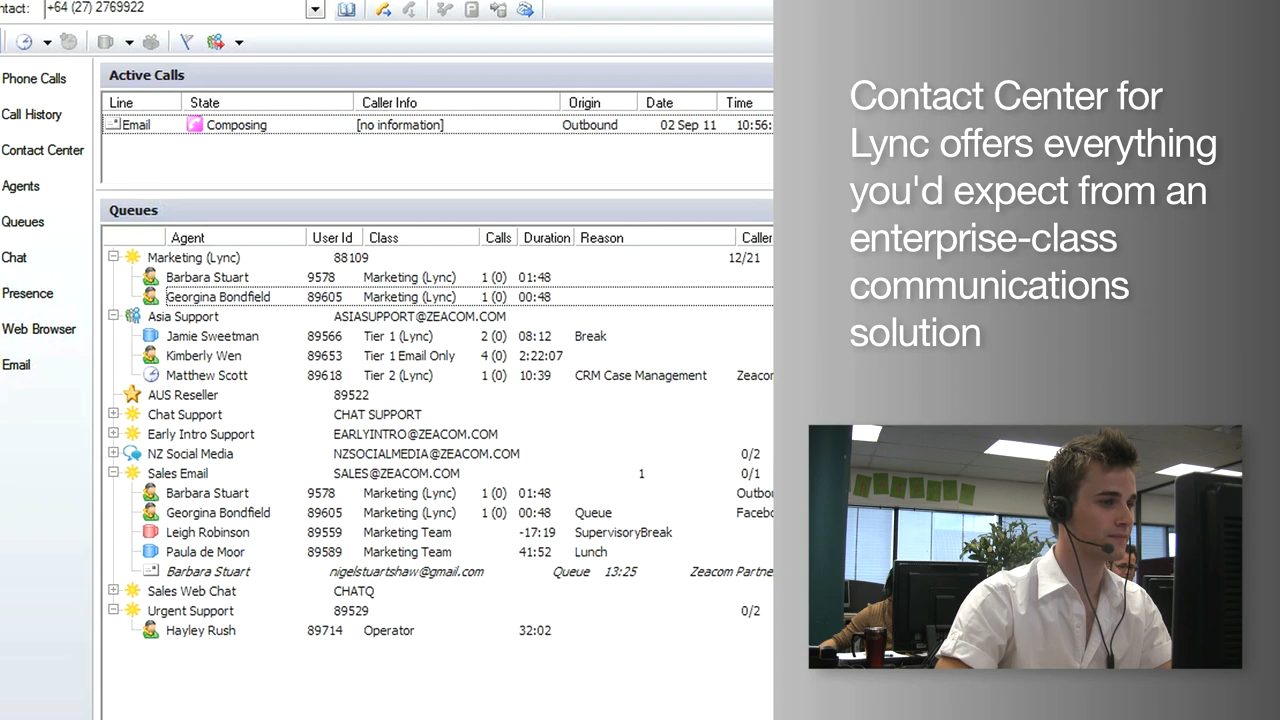 ntact: +64 (27) 2769922
Phone Calls
Call History
Contact Center
Agents
Queues
Chat
Presence
Web Browser
Email
Active Calls
Line State Caller Info Origin Date Time
Email Composing [no information] Outbound 02 Sep 11 10:56:
Queues
Agent User Id Class Calls Duration Reason Caller
Marketing (Lync) 88109 12/21
Barbara Stuart 9578 Marketing (Lync) 1 (0) 01:48
Georgina Bondfield 89605 Marketing (Lync) 1 (0) 00:48
Asia Support ASIASUPPORT@ZEACOM.COM
Jamie Sweetman 89566 Tier 1 (Lync) 2 (0) 08:12 Break
Kimberly Wen 89653 Tier 1 Email Only 4 (0) 2:22:07
Matthew Scott 89618 Tier 2 (Lync) 1 (0) 10:39 CRM Case Management Zeacom
AUS Reseller 89522
Chat Support CHAT SUPPORT
Early Intro Support EARLYINTRO@ZEACOM.COM
NZ Social Media NZSOCIALMEDIA@ZEACOM.COM 0/2
Sales Email SALES@ZEACOM.COM 1 0/1
Barbara Stuart 9578 Marketing (Lync) 1 (0) 01:48 Outbou
Georgina Bondfield 89605 Marketing (Lync) 1 (0) 00:48 Queue Facebo
Leigh Robinson 89559 Marketing Team -17:19 SupervisoryBreak
Paula de Moor 89589 Marketing Team 41:52 Lunch
Barbara Stuart nigelstuartshaw@gmail.com Queue 13:25 Zeacom Partne
Sales Web Chat CHATQ
Urgent Support 89529 0/2
Hayley Rush 89714 Operator 32:02
Contact Center for
Lync offers everything
you'd expect from an
enterprise-class
communications
solution